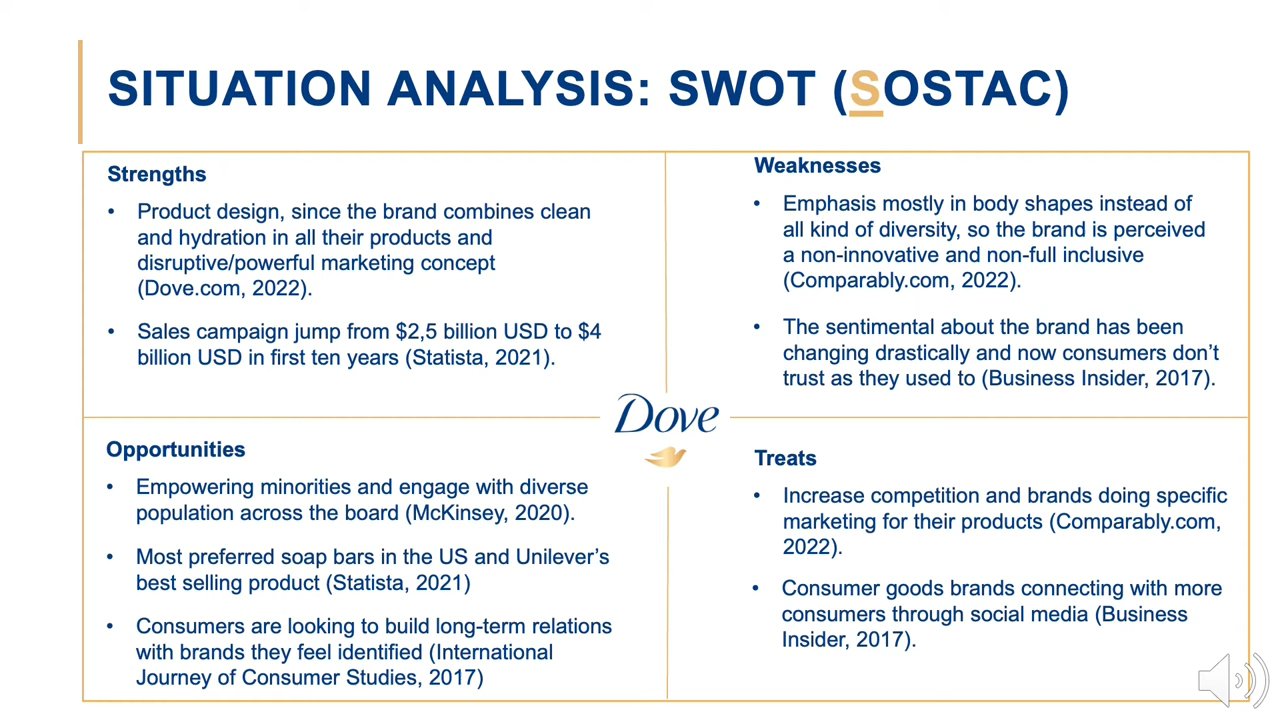 SITUATION ANALYSIS: SWOT (SOSTAC)
Strengths
• Product design, since the brand combines clean
and hydration in all their products and
disruptive/powerful marketing concept
(Dove.com, 2022).
• Sales campaign jump from $2,5 billion USD to $4
billion USD in first ten years (Statista, 2021).
Weaknesses
• Emphasis mostly in body shapes instead of
all kind of diversity, so the brand is perceived
a non-innovative and non-full inclusive
(Comparably.com, 2022).
• The sentimental about the brand has been
changing drastically and now consumers don't
trust as they used to (Business Insider, 2017).
Dove
Opportunities
• Empowering minorities and engage with diverse
population across the board (McKinsey, 2020).
• Most preferred soap bars in the US and Unilever's
best selling product (Statista, 2021)
• Consumers are looking to build long-term relations
with brands they feel identified (International
Journey of Consumer Studies, 2017)
Treats
• Increase competition and brands doing specific
marketing for their products (Comparably.com,
2022).
• Consumer goods brands connecting with more
consumers through social media (Business
Insider, 2017).